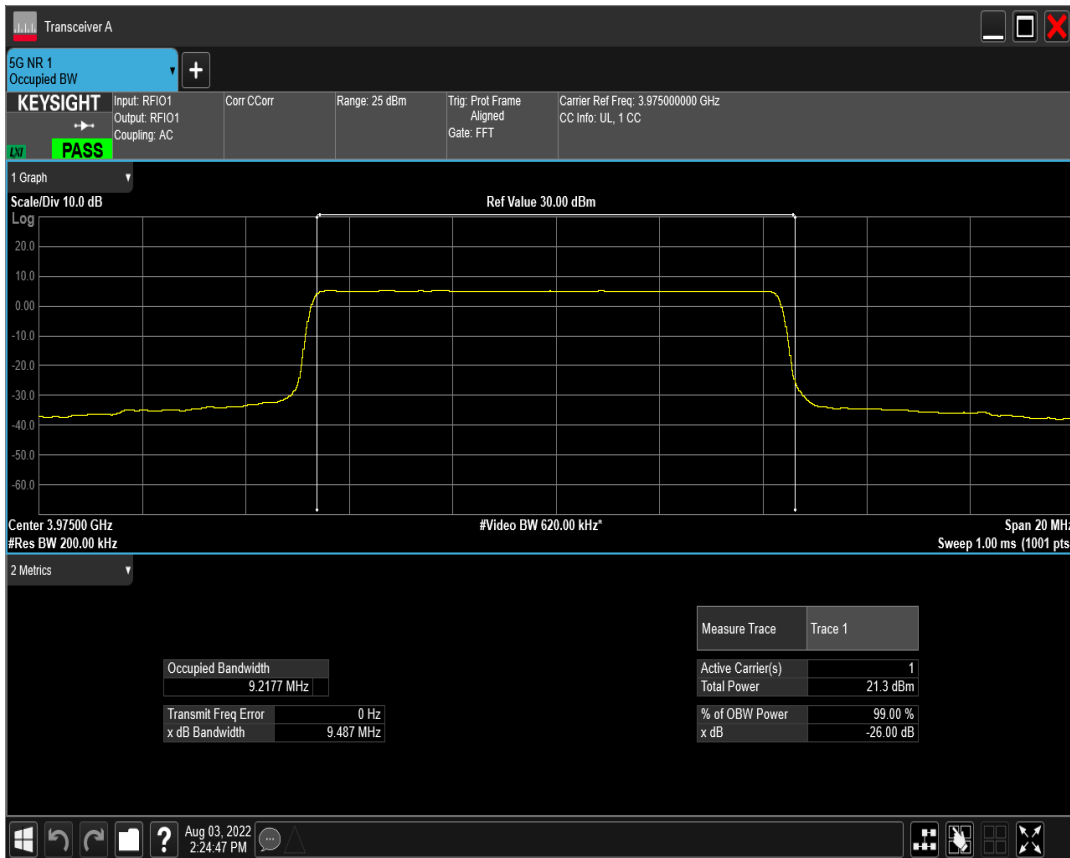 Transceiver A
5G NR 1
Occupied BW
+
KEYSIGHT
LXI
PASS
Input: RFIO1
Output: RFIO1
Coupling: AC
Corr CCorr
Range: 25 dBm
Trig: Prot Frame
Aligned
Gate: FFT
Carrier Ref Freq: 3.975000000 GHz
CC Info: UL, 1 CC
1 Graph
Scale/Div 10.0 dB
Ref Value 30.00 dBm
Log
20.0
10.0
0.00
-10.0
-20.0
-30.0
-40.0
-50.0
-60.0
Center 3.97500 GHz
#Video BW 620.00 kHz*
Span 20 MHz
#Res BW 200.00 kHz
Sweep 1.00 ms (1001 pts
2 Metrics
Measure Trace Trace 1
Occupied Bandwidth
9.2177 MHz
Active Carrier(s) 1
Total Power 21.3 dBm
Transmit Freq Error 0 Hz
x dB Bandwidth 9.487 MHz
% of OBW Power 99.00 %
x dB -26.00 dB
?
Aug 03, 2022
2:24:47 PM